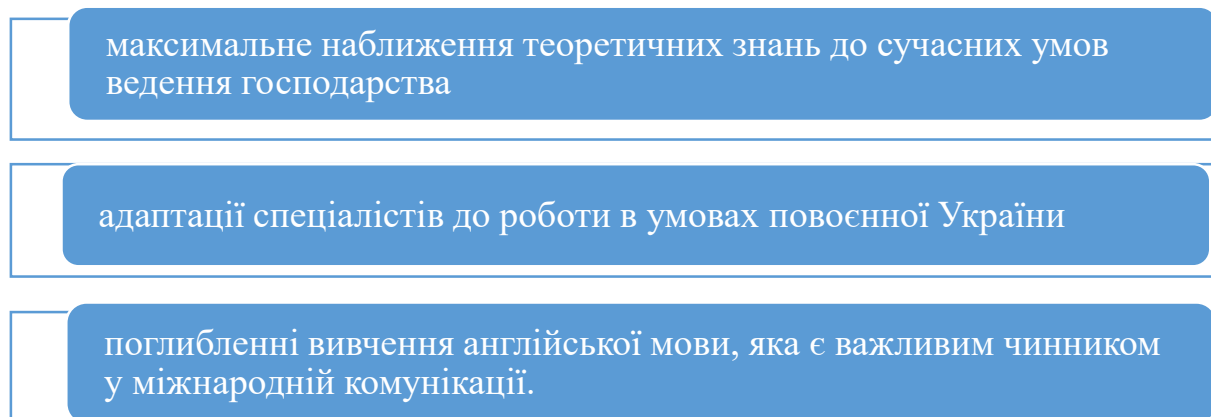 максимальне наближення теоретичних знань до сучасних умов
ведення господарства
адаптації спеціалістів до роботи в умовах повоєнної України
поглибленні вивчення англійської мови, яка є важливим чинником
у міжнародній комунікації.